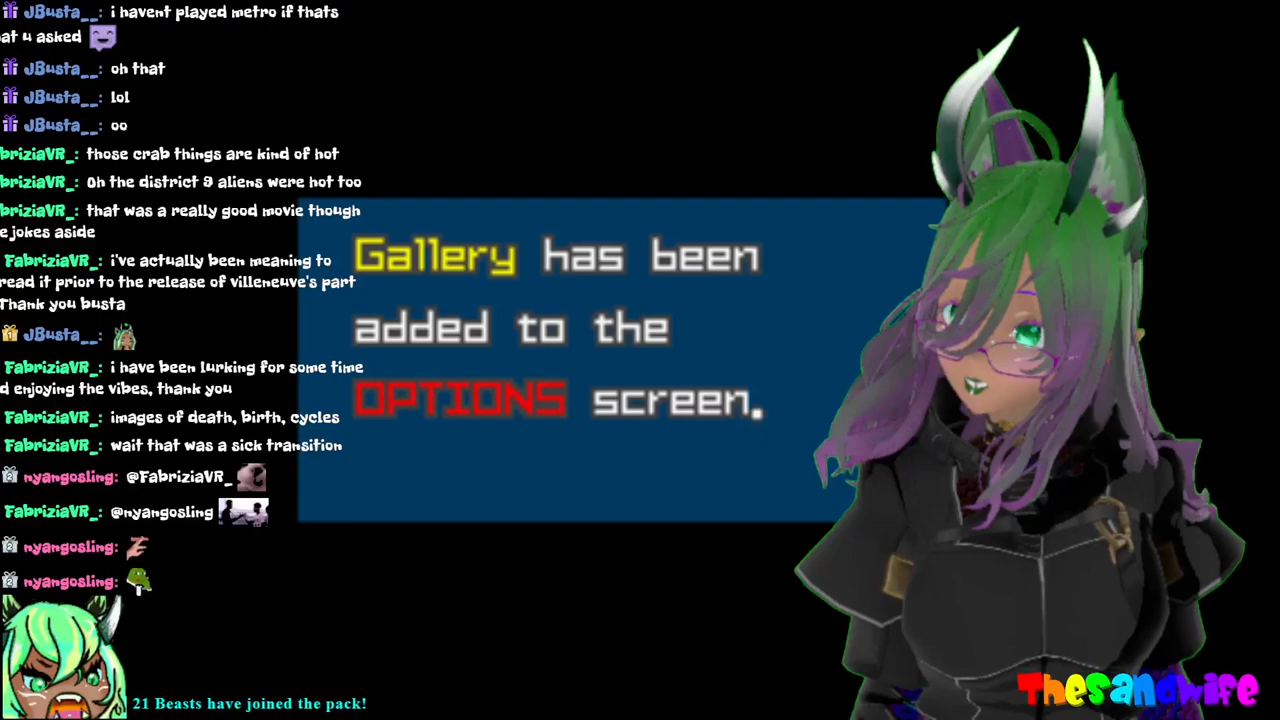 JBusta__: i havent played metro if thats
at u asked
JBusta__: oh that
JBusta__: lol
JBusta__: oo
briziaVR_: those crab things are kind of hot
briziaVR_: Oh the district 9 aliens were hot too
briziaVR_: that was a really good movie though
e jokes aside
FabriziaVR_: i've actually been meaning to
read it prior to the release of villeneuve's part
Thank you busta
JBusta__:
FabriziaVR_: i have been lurking for some time
d enjoying the vibes, thank you
FabriziaVR_: images of death, birth, cycles
FabriziaVR_: wait that was a sick transition
nyangosling: @FabriziaVR_
FabriziaVR_: @nyangosling
nyangosling:
nyangosling:
21 Beasts have joined the pack!
Gallery has been
added to the
OPTIONS screen.
TheSandwife